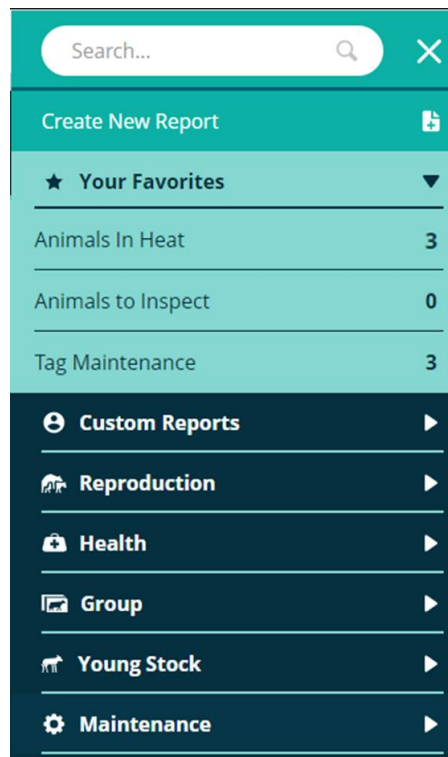 Search...
Create New Report
Your Favorites
Animals In Heat 3
Animals to Inspect 0
Tag Maintenance 3
Custom Reports
Reproduction
Health
Group
Young Stock
Maintenance